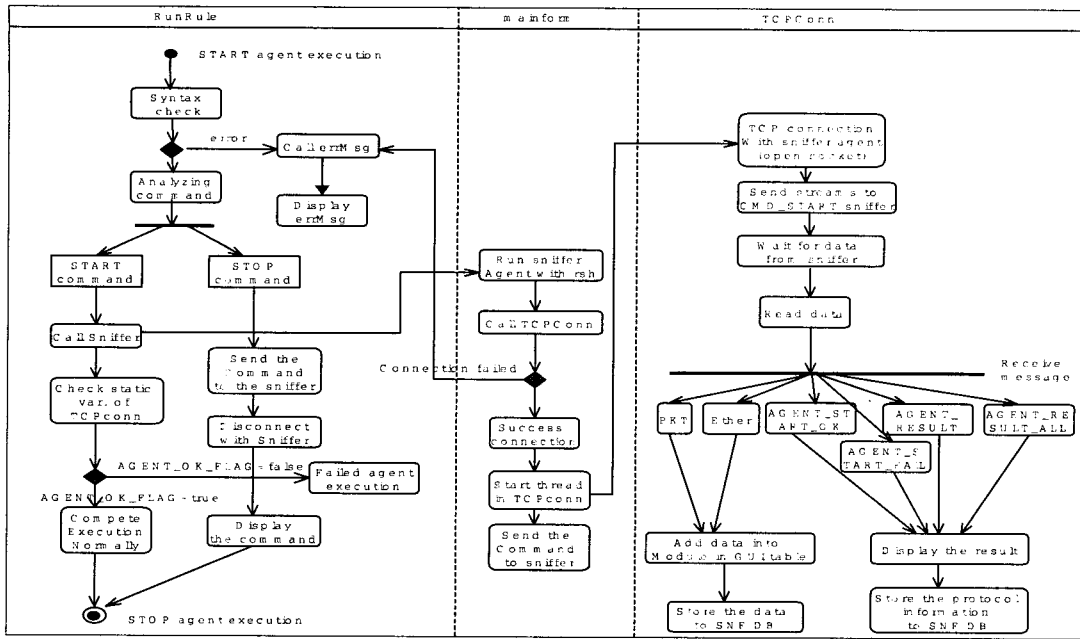 RunRule
mainform
TCPConn
START agent execution
Syntax
check
error
Call errMsg
Analyzing
command
Display
errMsg
START
command
STOP
command
Call Sniffer
Send the
Command
to the sniffer
Check static
var. of
TCPconn
Disconnect
with Sniffer
AGENT_OK_FLAG = false
Failed agent
execution
AGENT_OK_FLAG = true
Compete
Execution
Normally
Display
the command
STOP agent execution
Run sniffer
Agent with rsh
Call TCPConn
Connection failed
Success
connection
Start thread
in TCPconn
Send the
Command
to sniffer
TCP connection
With sniffer agent
(open socket)
Send streams to
CMD_START sniffer
Wait for data
from sniffer
Read data
Receive
message
PKT
Ether
AGENT_ST
ART_OK
AGENT_S
TART_FAIL
AGENT_
RESULT
AGENT_RE
SULT_ALL
Add data into
Module in GUI table
Display the result
Store the data
to SNF DB
Store the protocol
information
to SNF DB